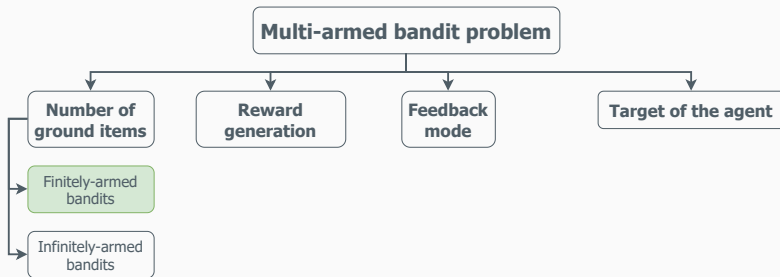 Multi-armed bandit problem
Number of
ground items
Reward
generation
Feedback
mode
Target of the agent
Finitely-armed
bandits
Infinitely-armed
bandits